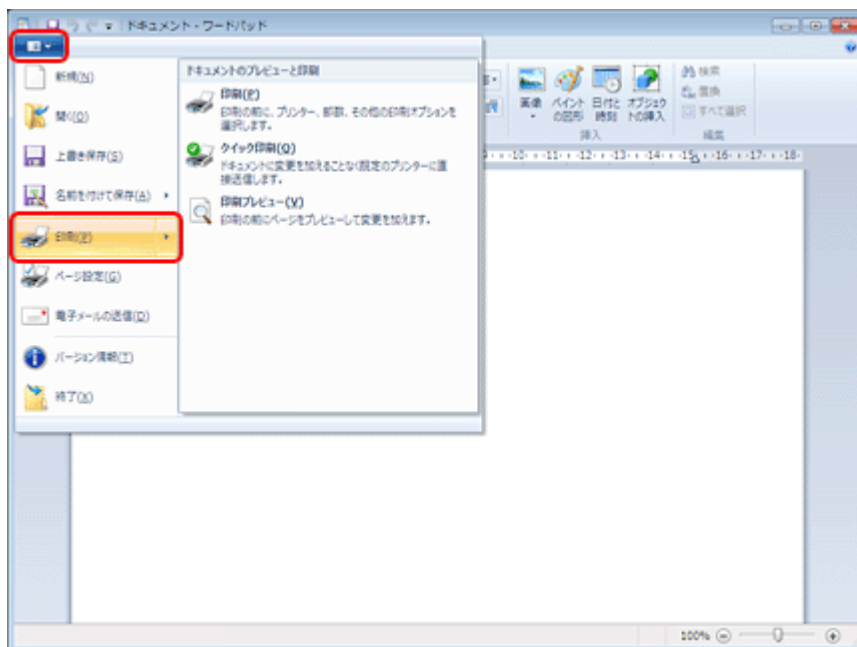 ドキュメント - ワードパッド
新規(N)
開く(O)
上書き保存(S)
名前を付けて保存(A)
印刷(P)
ページ設定(G)
電子メールの送信(D)
バージョン情報(T)
終了(X)
ドキュメントのプレビューと印刷
印刷(P)
印刷の前に、プリンター、部数、その他の印刷オプションを
選択します。
クイック印刷(Q)
ドキュメントに変更を加えることなく既定のプリンターに直
接送信します。
印刷プレビュー(V)
印刷の前にページをプレビューして変更を加えます。
画像
ペイント
の図形
日付と
時刻
オブジェク
トの挿入
挿入
検索
置換
すべて選択
編集
9 10 11 12 13 14 15 16 17 18
100%